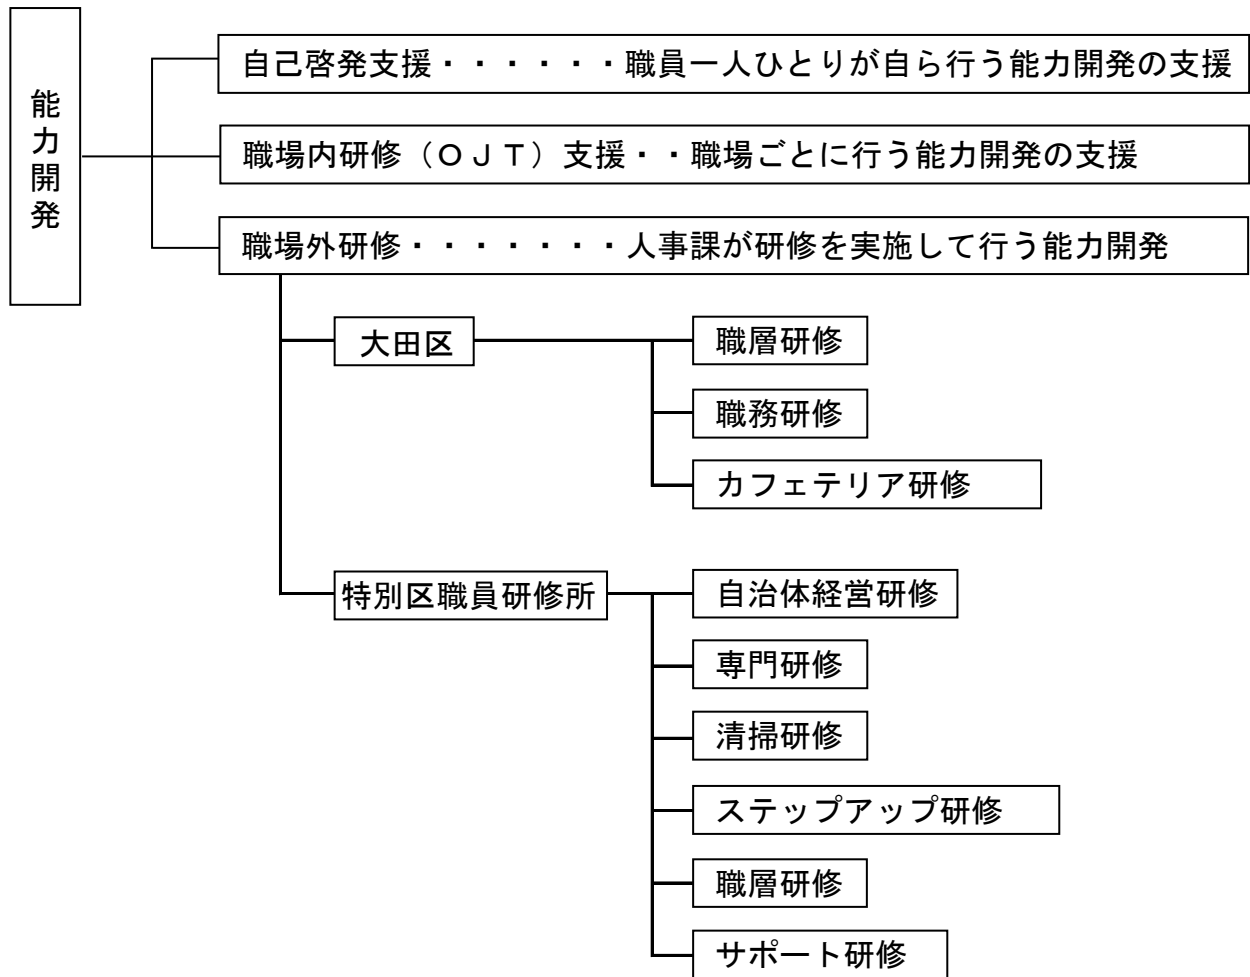 能力開発
自己啓発支援・・・・・・職員一人ひとりが自ら行う能力開発の支援
職場内研修（ＯＪＴ）支援・・職場ごとに行う能力開発の支援
職場外研修・・・・・・・人事課が研修を実施して行う能力開発
大田区
職層研修
職務研修
カフェテリア研修
特別区職員研修所
自治体経営研修
専門研修
清掃研修
ステップアップ研修
職層研修
サポート研修